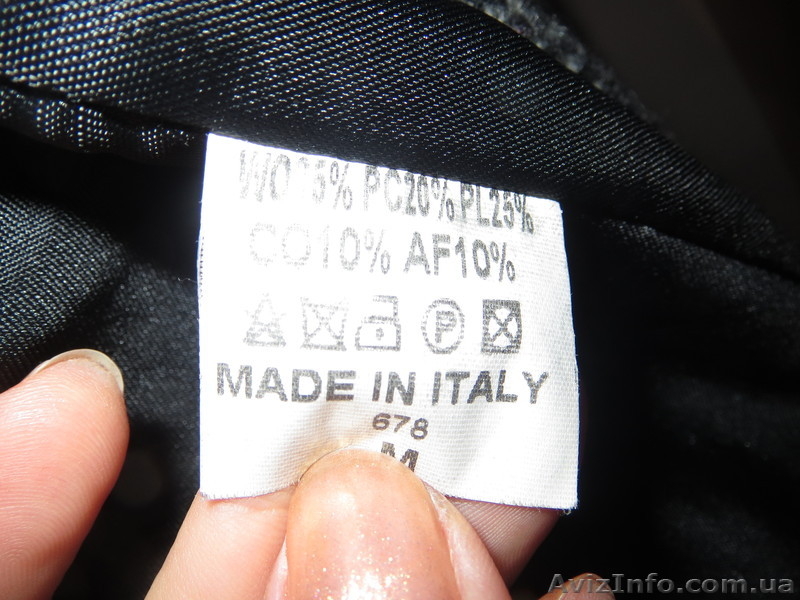 WO35% PC20% PL25%
CO10% AF10%
P
MADE IN ITALY
678
M
AvizInfo.com.ua